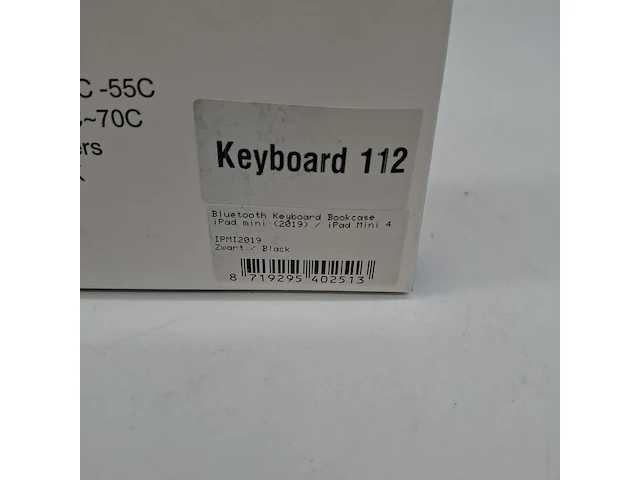 C -55C
C~70C
ers
Keyboard 112
Bluetooth Keyboard Bookcase
iPad mini (2019) / iPad Mini 4
IPMI2019
Zwart / Black
8 719295 402513